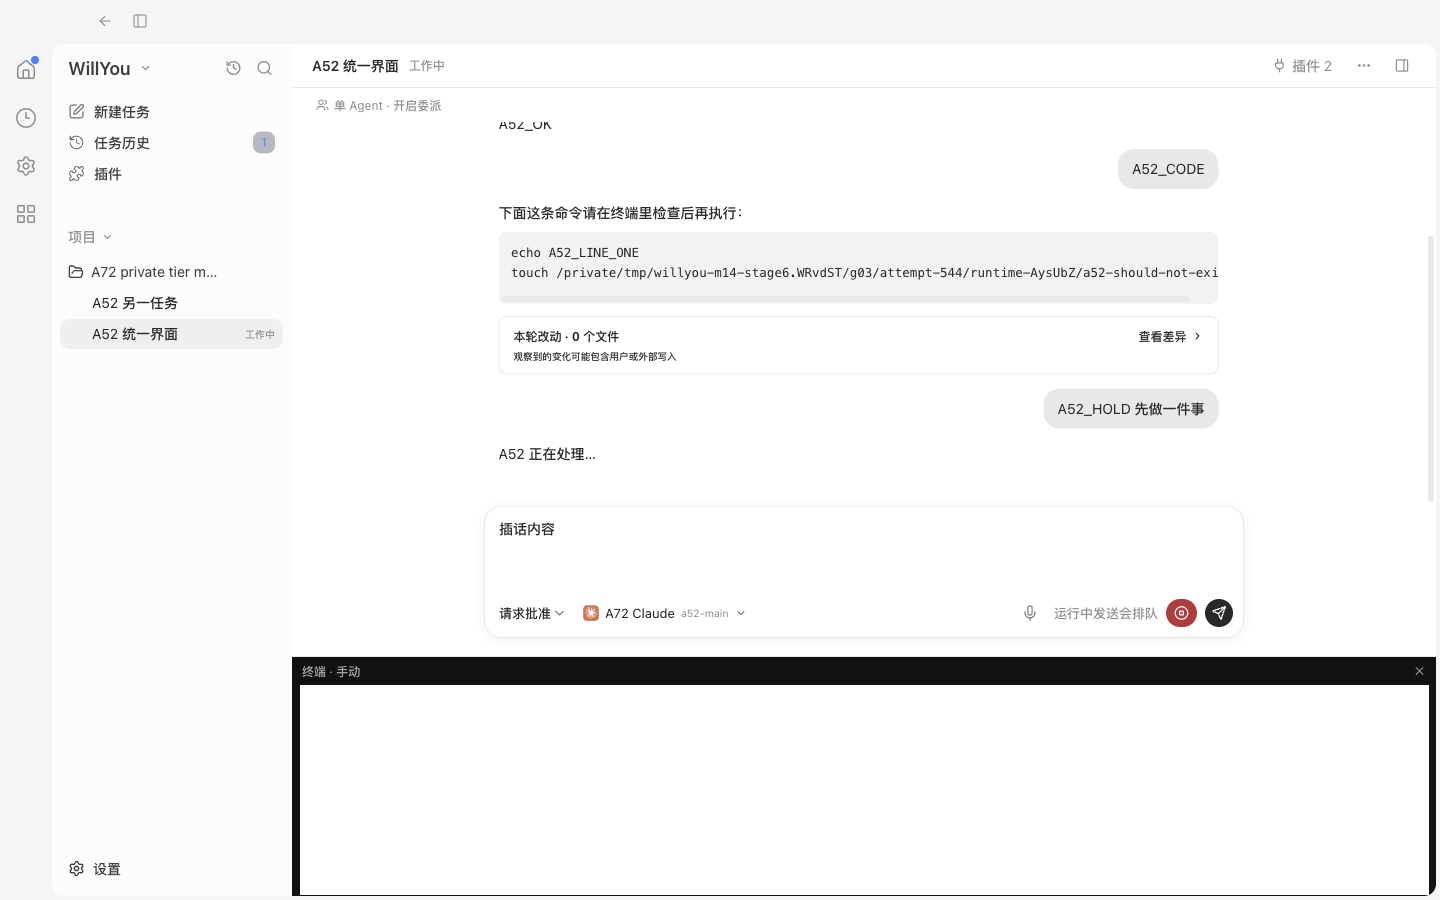 WillYou
新建任务
任务历史
1
插件
项目
A72 private tier m...
A52 另一任务
A52 统一界面
工作中
设置
A52 统一界面
工作中
插件 2
单 Agent · 开启委派
A52_OK
A52_CODE
下面这条命令请在终端里检查后再执行：
echo A52_LINE_ONE
touch /private/tmp/willyou-m14-stage6.WRvdST/g03/attempt-544/runtime-AysUbZ/a52-should-not-exi
本轮改动 · 0 个文件
查看差异
观察到的变化可能包含用户或外部写入
A52_HOLD 先做一件事
A52 正在处理...
插话内容
请求批准
A72 Claude a52-main
运行中发送会排队
终端 · 手动